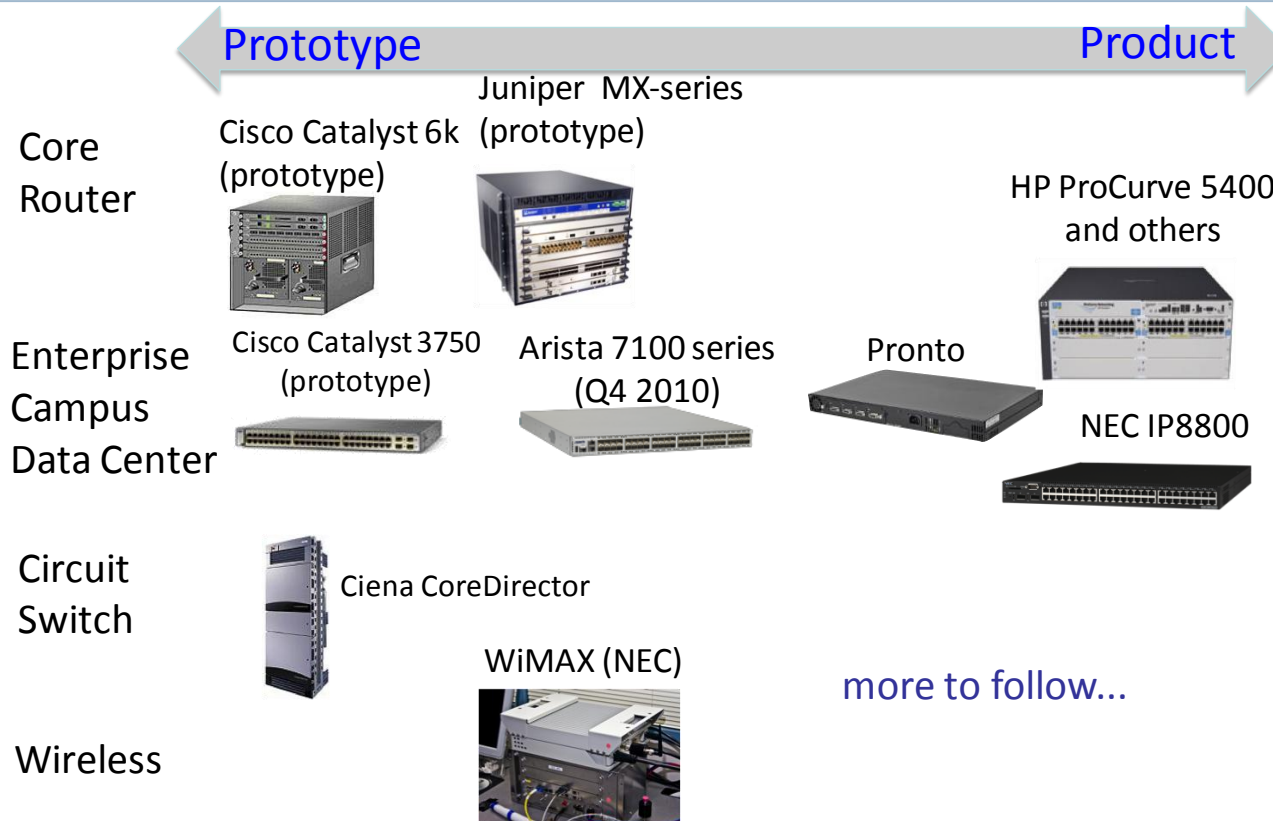 Prototype
Product
Core
Router
Cisco Catalyst 6k
(prototype)
Juniper MX-series
(prototype)
HP ProCurve 5400
and others
Enterprise
Campus
Data Center
Cisco Catalyst 3750
(prototype)
Arista 7100 series
(Q4 2010)
Pronto
NEC IP8800
Circuit
Switch
Ciena CoreDirector
WiMAX (NEC)
more to follow...
Wireless